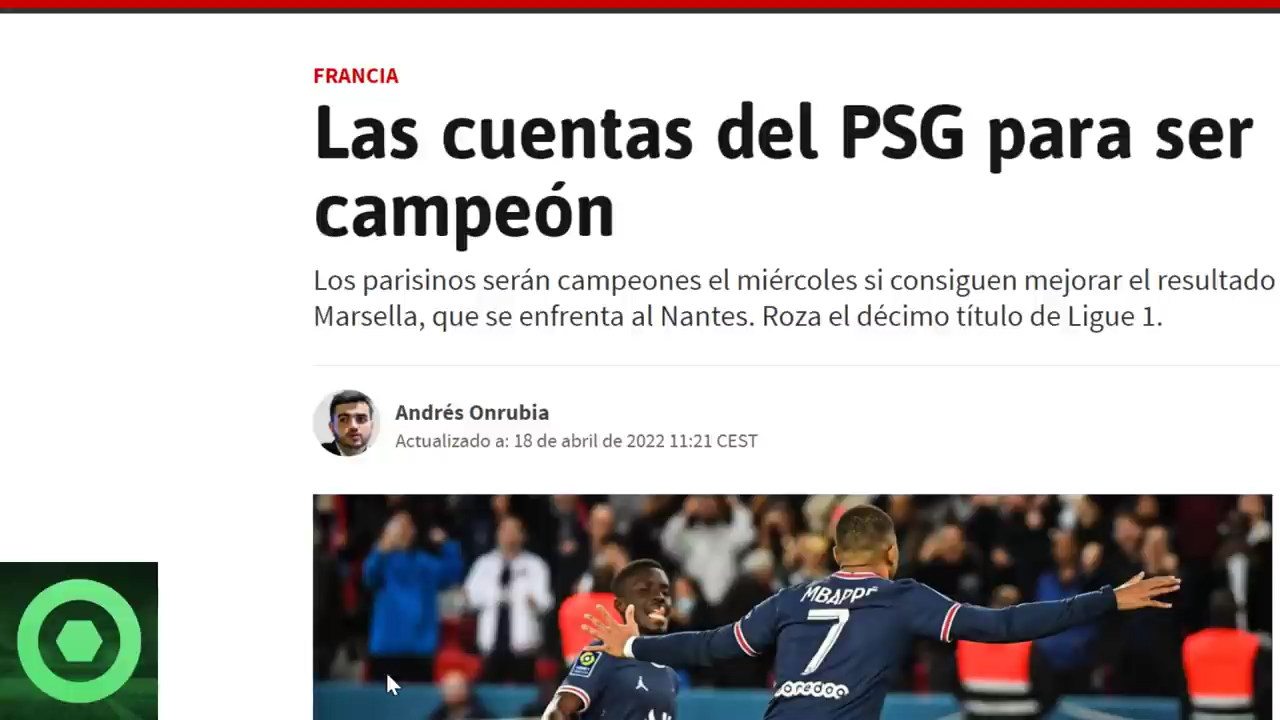 FRANCIA
Las cuentas del PSG para ser
campeón
Los parisinos serán campeones el miércoles si consiguen mejorar el resultado
Marsella, que se enfrenta al Nantes. Roza el décimo título de Ligue 1.
Andrés Onrubia
Actualizado a: 18 de abril de 2022 11:21 CEST
MBAPPÉ
7
ooredoo